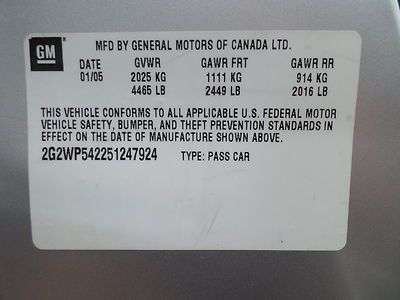 GM
MFD BY GENERAL MOTORS OF CANADA LTD.
DATE GVWR GAWR FRT GAWR RR
01/05 2025 KG 1111 KG 914 KG
4465 LB 2449 LB 2016 LB
THIS VEHICLE CONFORMS TO ALL APPLICABLE U.S. FEDERAL MOTOR
VEHICLE SAFETY, BUMPER, AND THEFT PREVENTION STANDARDS IN
EFFECT ON THE DATE OF MANUFACTURE SHOWN ABOVE.
2G2WP542251247924 TYPE: PASS CAR